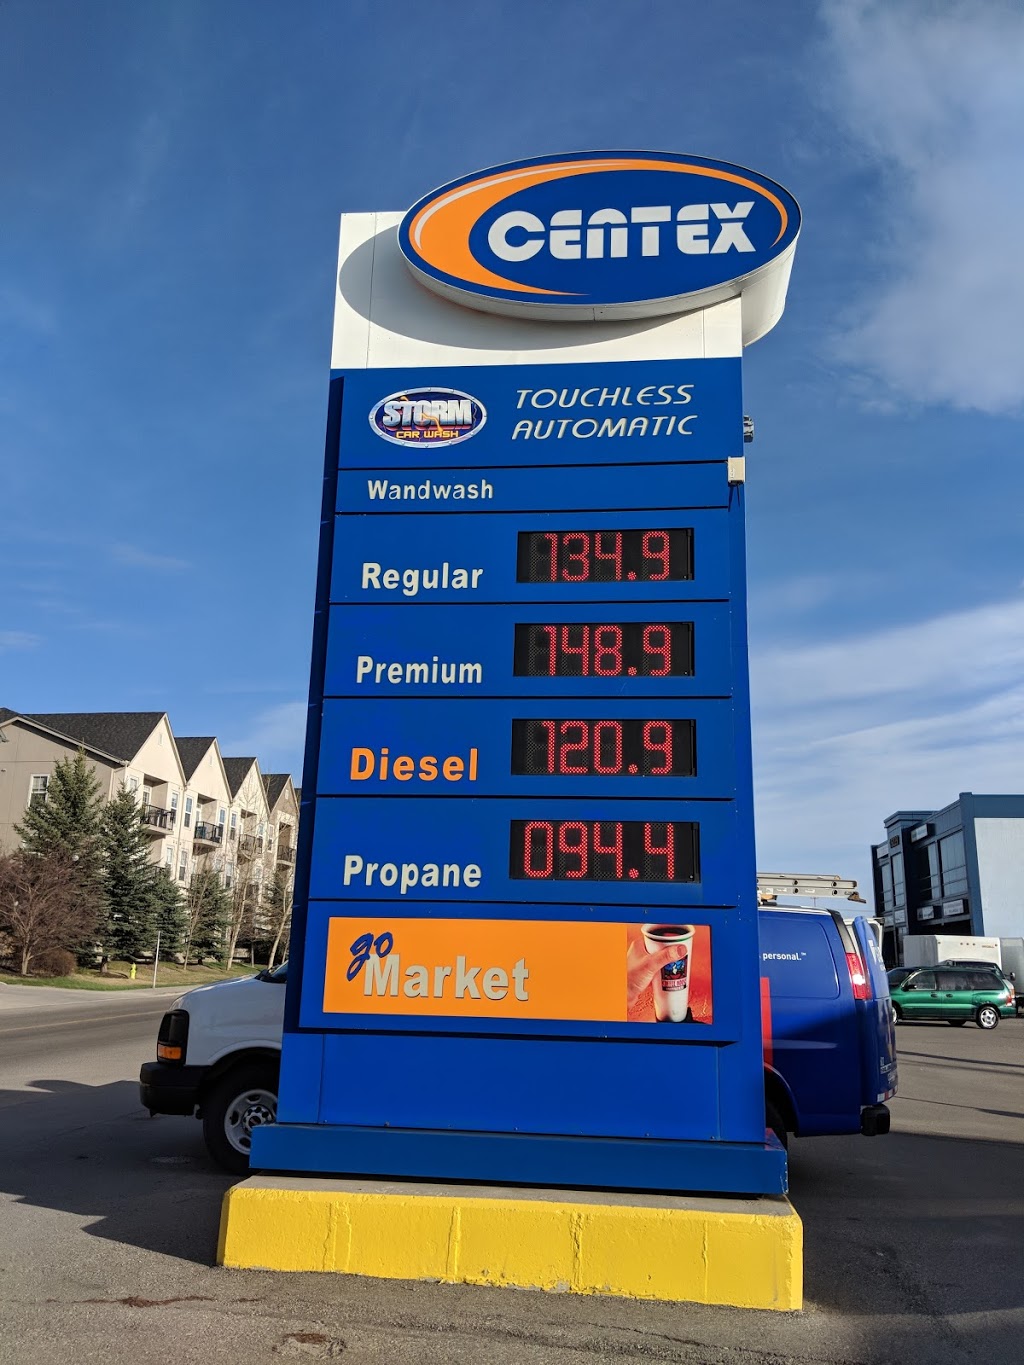 CENTEX
STORM
CAR WASH
TOUCHLESS
AUTOMATIC
Wandwash
Regular 134.9
Premium 148.9
Diesel 120.9
Propane 094.4
go
Market
personal.™